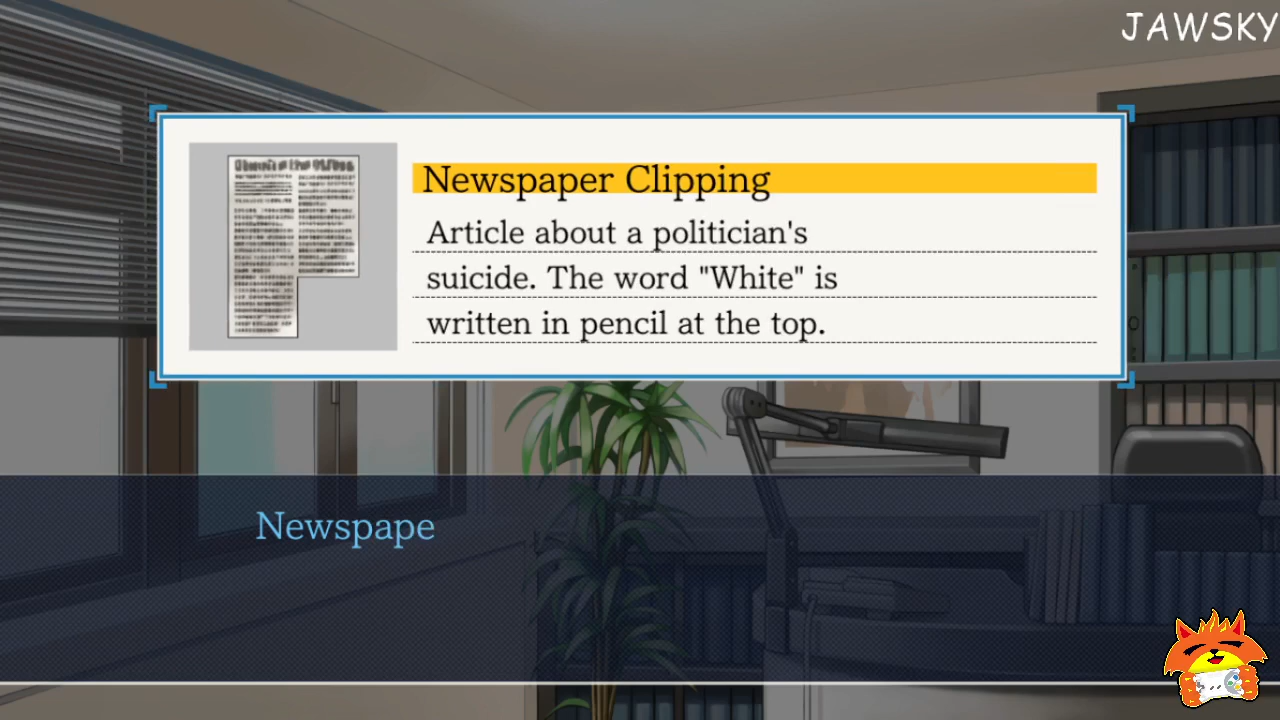 JAWSKY
Newspaper Clipping
Article about a politician's
suicide. The word "White" is
written in pencil at the top.
Newspape